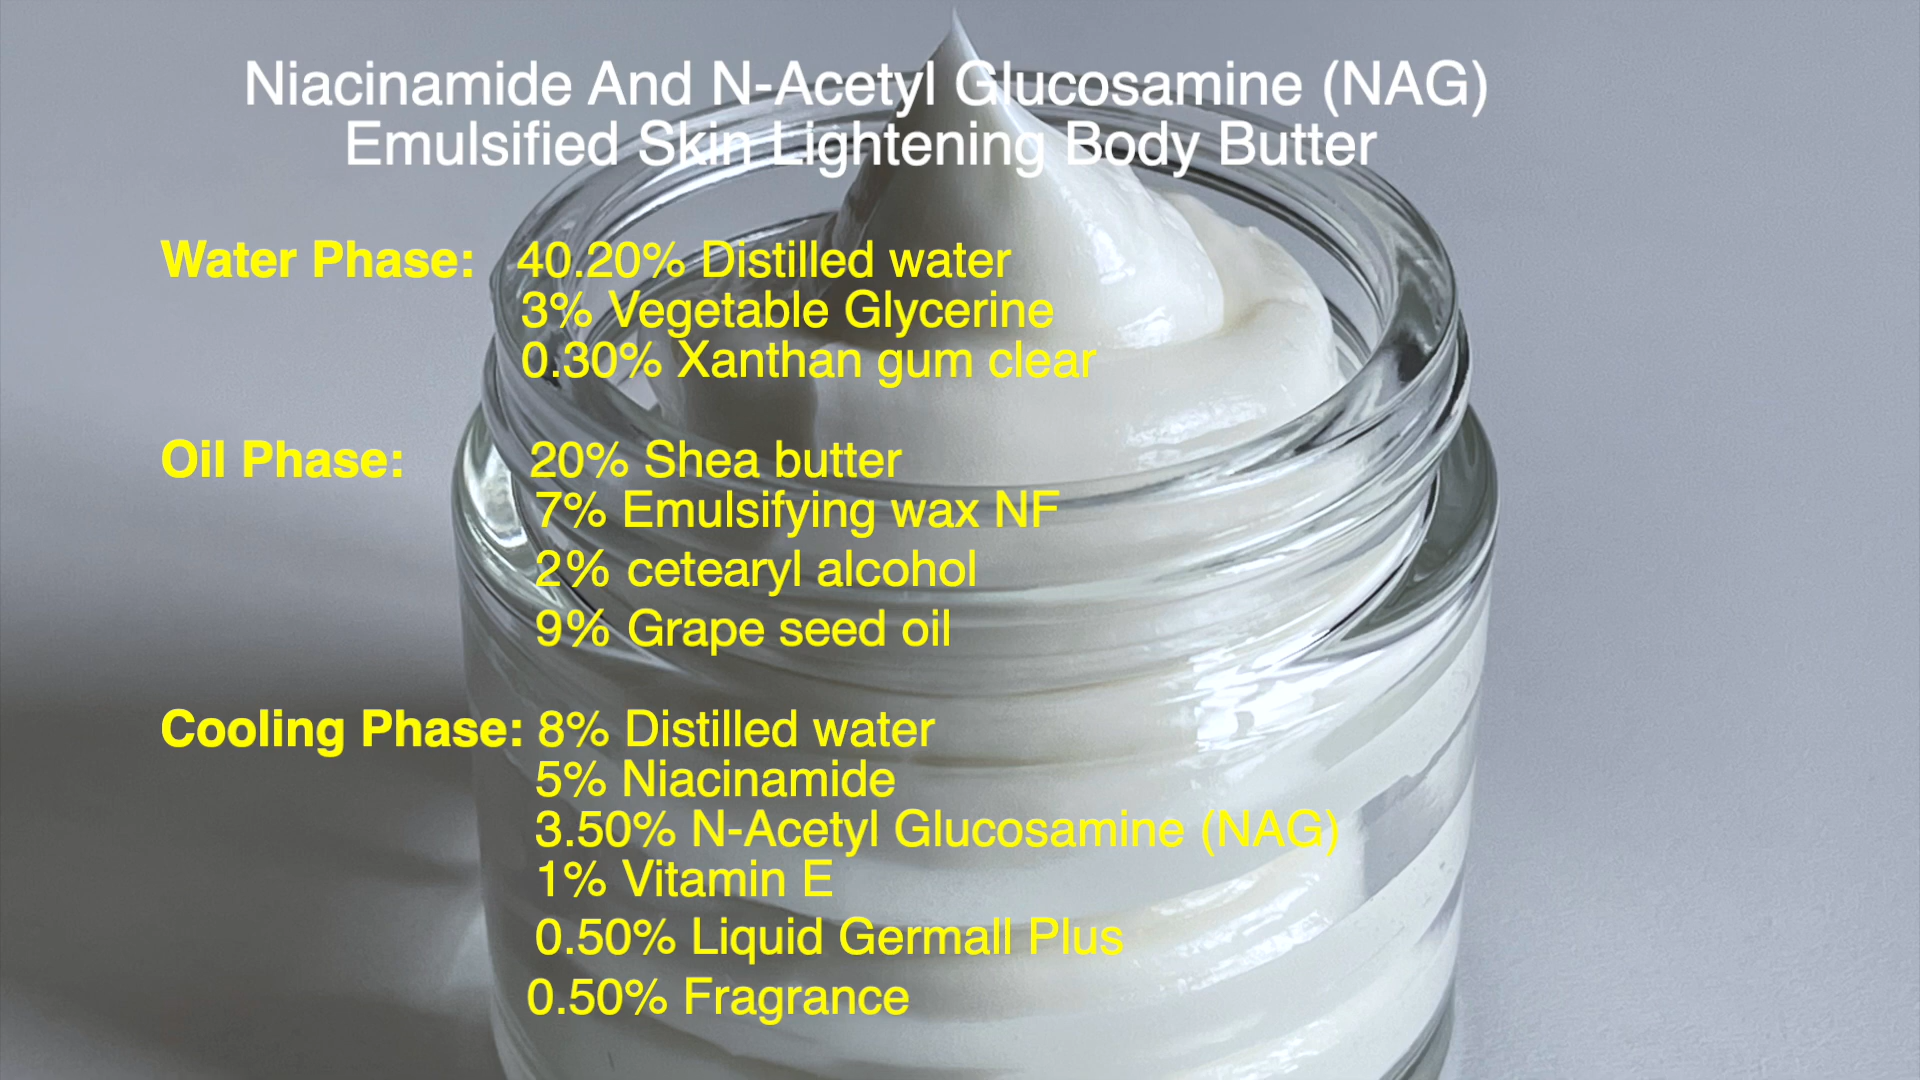 Niacinamide And N-Acetyl Glucosamine (NAG)
Emulsified Skin Lightening Body Butter
Water Phase: 40.20% Distilled water
3% Vegetable Glycerine
0.30% Xanthan gum clear
Oil Phase: 20% Shea butter
7% Emulsifying wax NF
2% cetearyl alcohol
9% Grape seed oil
Cooling Phase: 8% Distilled water
5% Niacinamide
3.50% N-Acetyl Glucosamine (NAG)
1% Vitamin E
0.50% Liquid Germall Plus
0.50% Fragrance